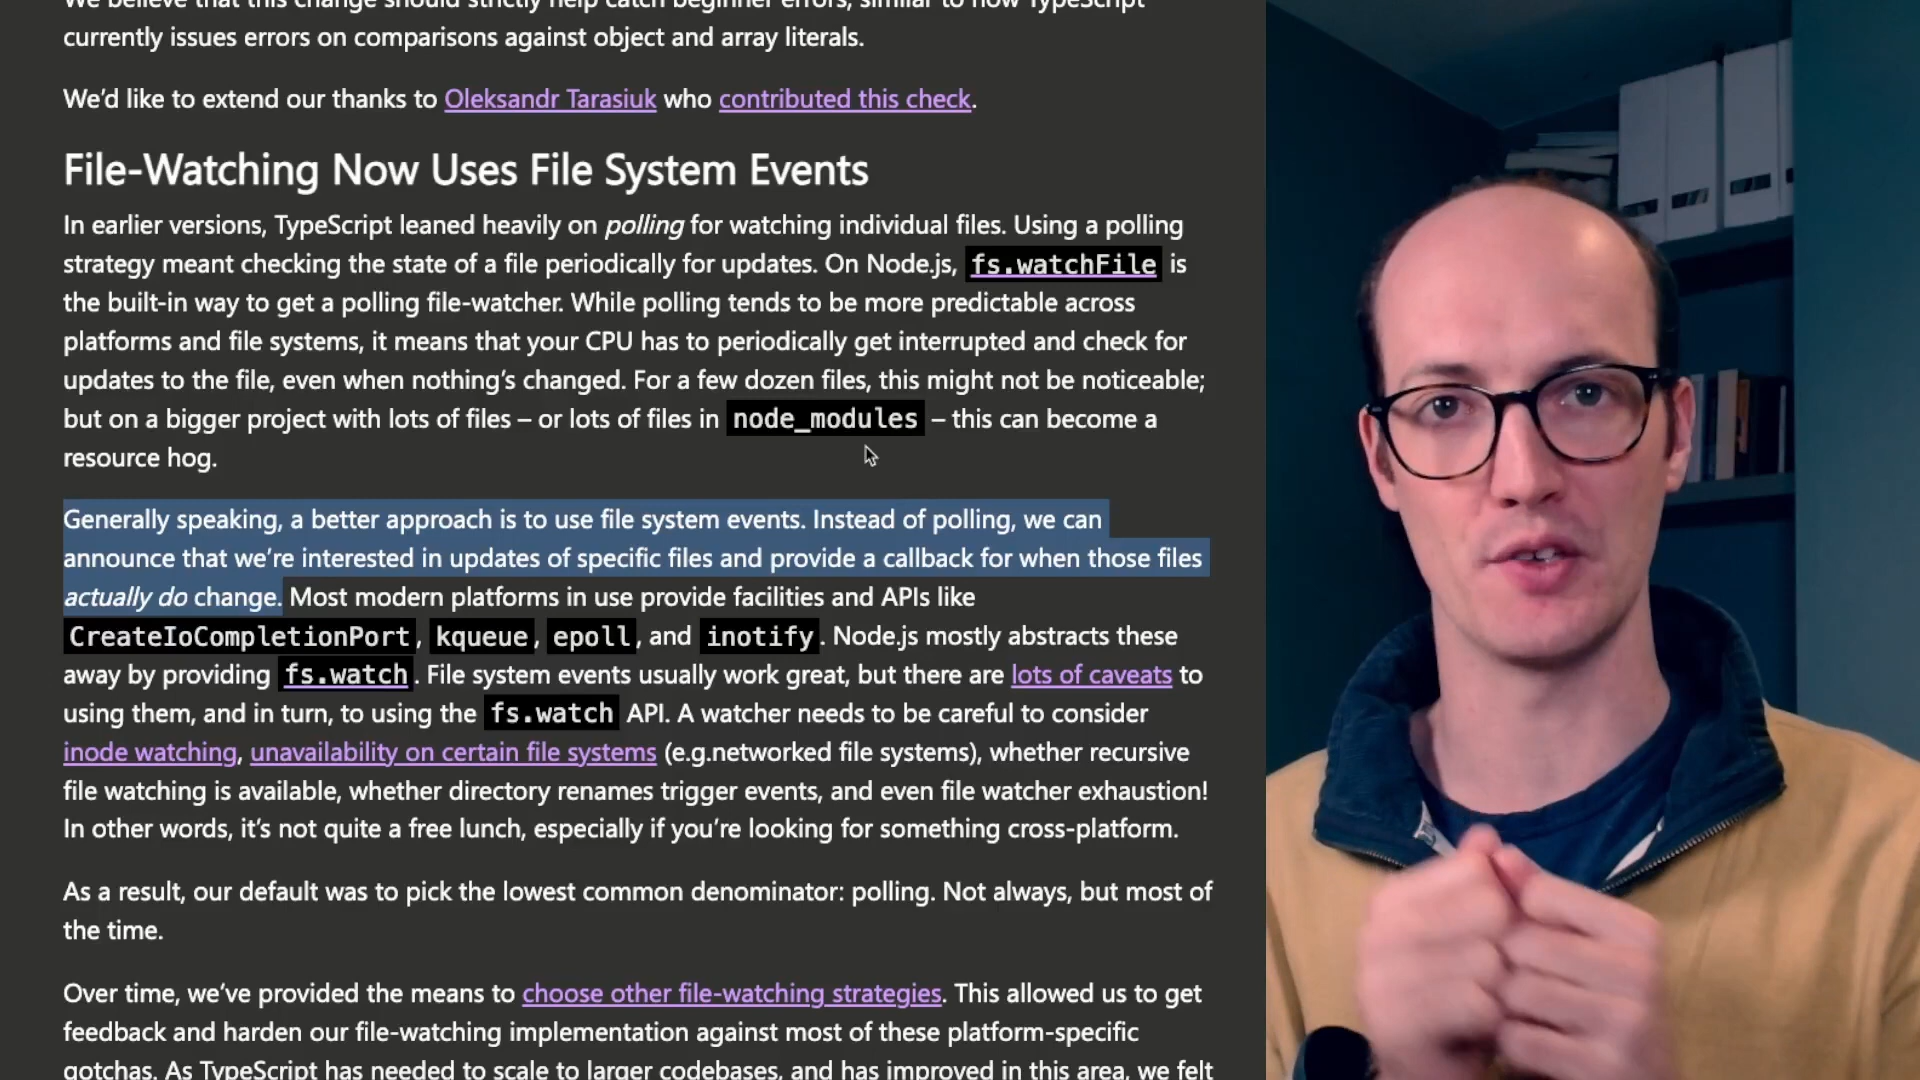 We believe that this change should strictly help catch beginner errors, similar to how TypeScript
currently issues errors on comparisons against object and array literals.
We’d like to extend our thanks to Oleksandr Tarasiuk who contributed this check.
File-Watching Now Uses File System Events
In earlier versions, TypeScript leaned heavily on polling for watching individual files. Using a polling
strategy meant checking the state of a file periodically for updates. On Node.js, fs.watchFile is
the built-in way to get a polling file-watcher. While polling tends to be more predictable across
platforms and file systems, it means that your CPU has to periodically get interrupted and check for
updates to the file, even when nothing’s changed. For a few dozen files, this might not be noticeable;
but on a bigger project with lots of files – or lots of files in node_modules – this can become a
resource hog.
Generally speaking, a better approach is to use file system events. Instead of polling, we can
announce that we’re interested in updates of specific files and provide a callback for when those files
actually do change. Most modern platforms in use provide facilities and APIs like
CreateIoCompletionPort, kqueue, epoll, and inotify. Node.js mostly abstracts these
away by providing fs.watch. File system events usually work great, but there are lots of caveats to
using them, and in turn, to using the fs.watch API. A watcher needs to be careful to consider
inode watching, unavailability on certain file systems (e.g.networked file systems), whether recursive
file watching is available, whether directory renames trigger events, and even file watcher exhaustion!
In other words, it’s not quite a free lunch, especially if you’re looking for something cross-platform.
As a result, our default was to pick the lowest common denominator: polling. Not always, but most of
the time.
Over time, we’ve provided the means to choose other file-watching strategies. This allowed us to get
feedback and harden our file-watching implementation against most of these platform-specific
gotchas. As TypeScript has needed to scale to larger codebases, and has improved in this area, we felt